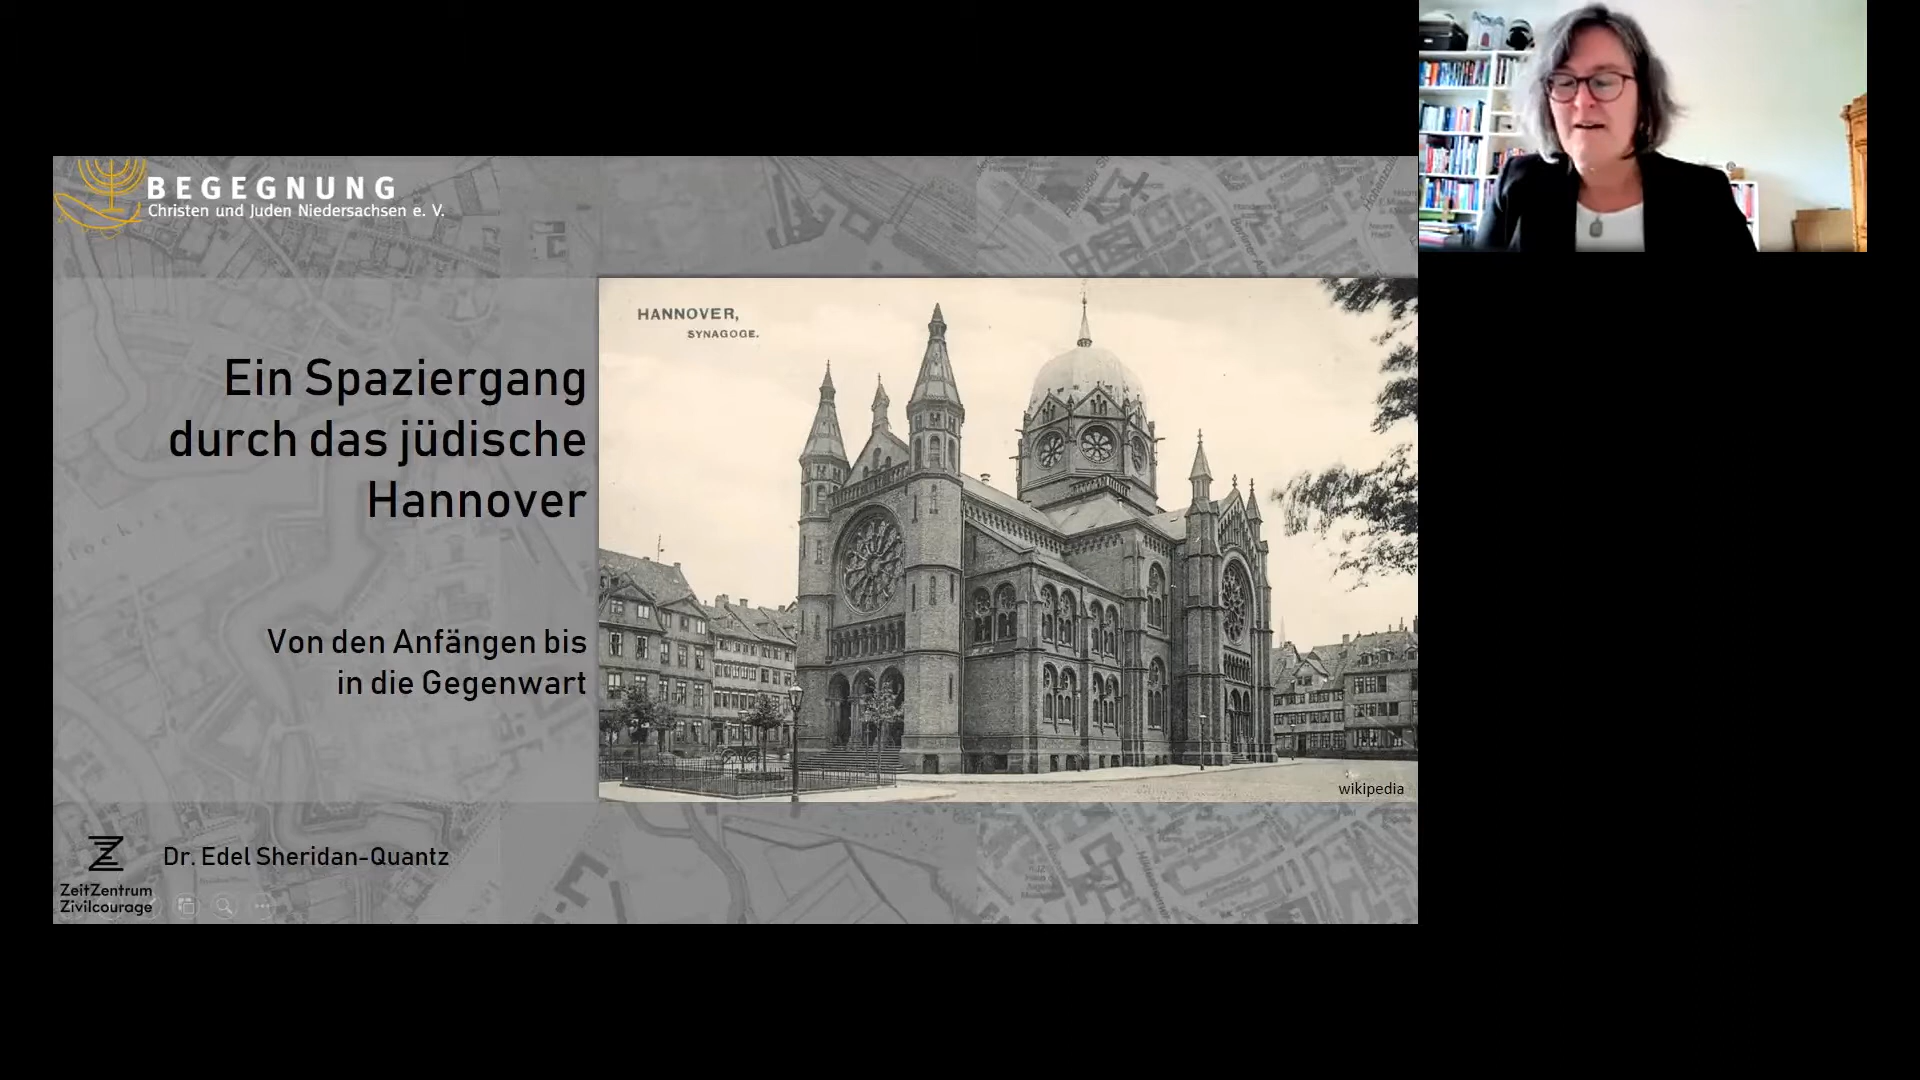 BEGEGNUNG
Christen und Juden Niedersachsen e. V.
HANNOVER,
SYNAGOGE.
Ein Spaziergang
durch das jüdische
Hannover
Von den Anfängen bis
in die Gegenwart
wikipedia
Dr. Edel Sheridan-Quantz
ZeitZentrum
Zivilcourage